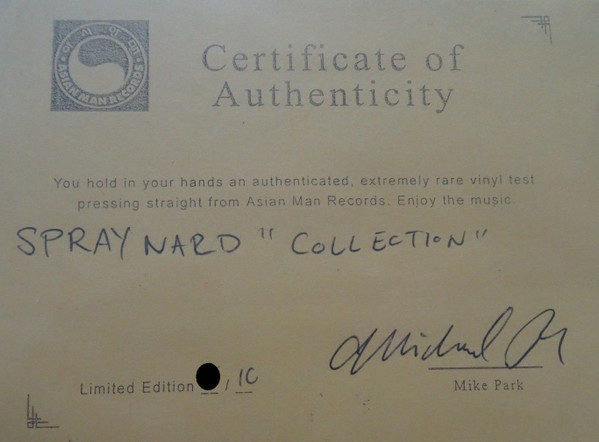 ASIAN MAN RECORDS
Certificate of
Authenticity
You hold in your hands an authenticated, extremely rare vinyl test
pressing straight from Asian Man Records. Enjoy the music.
SPRAYNARD "COLLECTION"
Limited Edition / 10
Mike Park